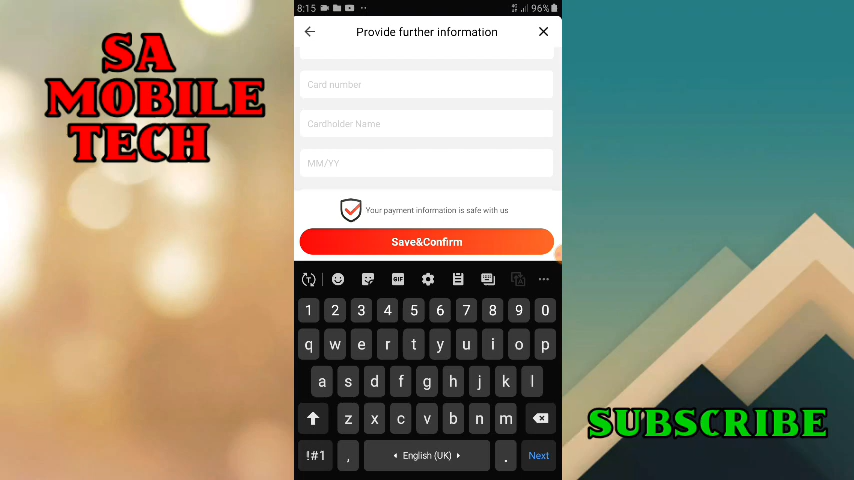 SA
MOBILE
TECH
8:15
96%
Provide further information
Card number
Cardholder Name
MM/YY
Your payment information is safe with us
Save&Confirm
GIF
1 2 3 4 5 6 7 8 9 0
q w e r t y u i o p
a s d f g h j k l
z x c v b n m
!#1 , English (UK) . Next
SUBSCRIBE